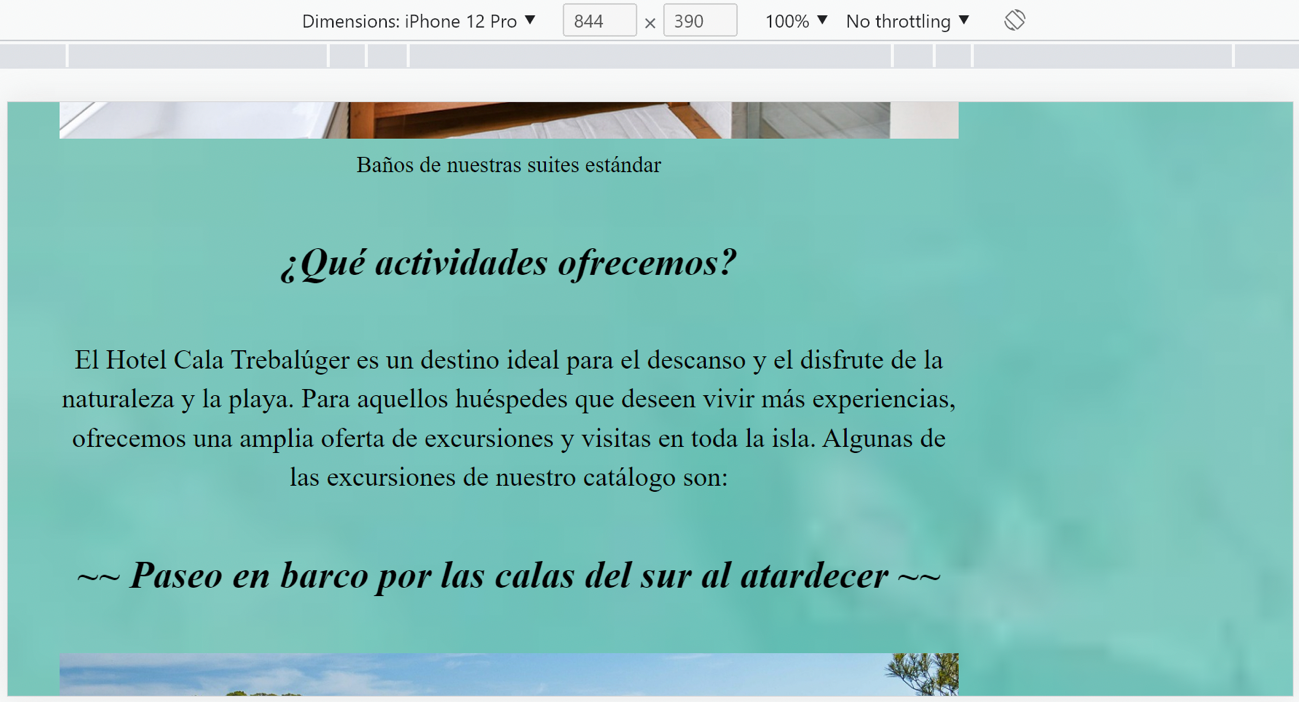 Dimensions: iPhone 12 Pro ▼ 844 × 390 100% ▼ No throttling ▼
Baños de nuestras suites estándar
¿Qué actividades ofrecemos?
El Hotel Cala Trebalúger es un destino ideal para el descanso y el disfrute de la
naturaleza y la playa. Para aquellos huéspedes que deseen vivir más experiencias,
ofrecemos una amplia oferta de excursiones y visitas en toda la isla. Algunas de
las excursiones de nuestro catálogo son:
~~ Paseo en barco por las calas del sur al atardecer ~~